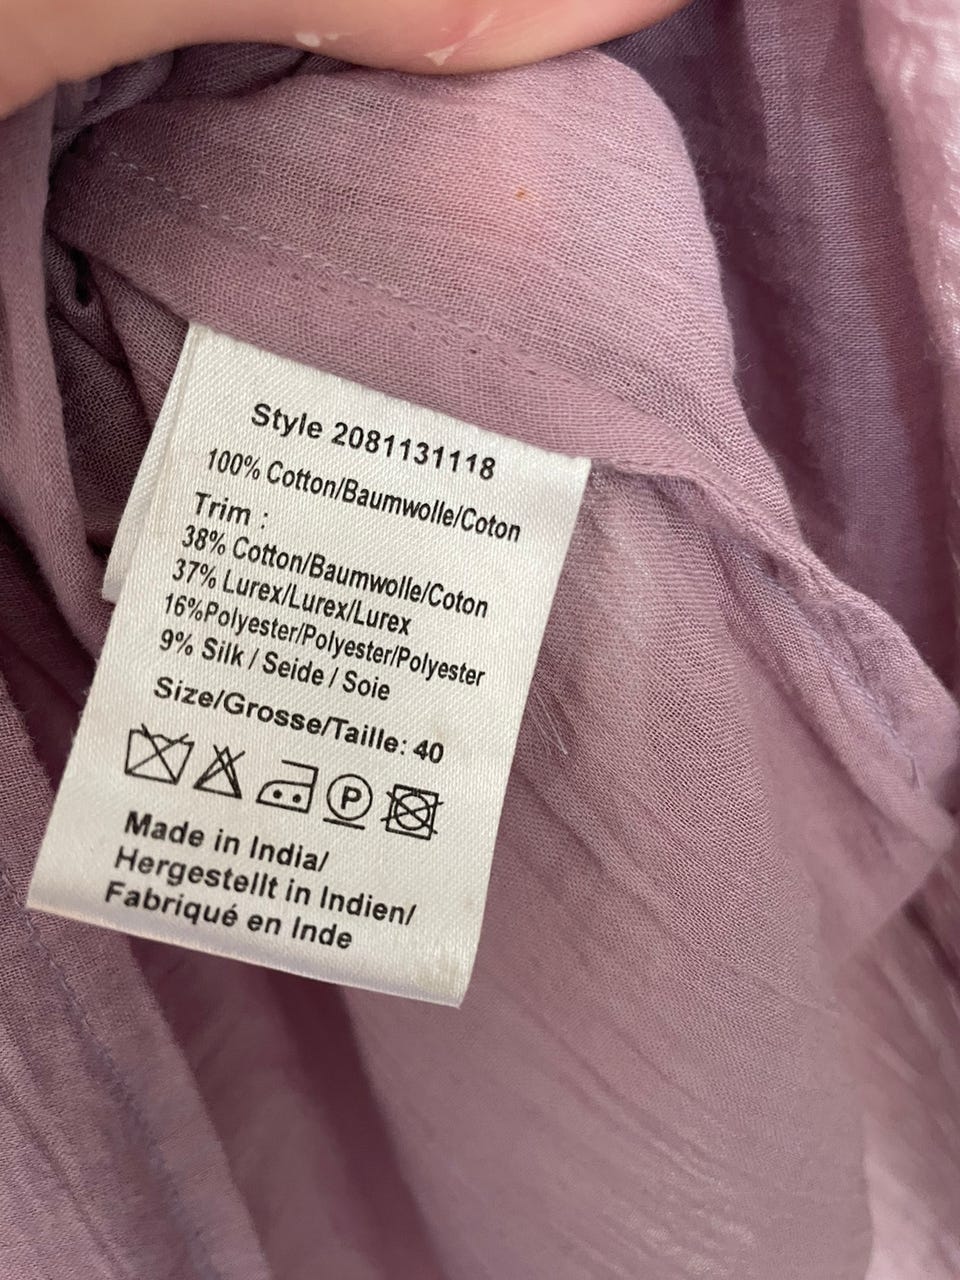 Style 2081131118
100% Cotton/Baumwolle/Coton
Trim :
38% Cotton/Baumwolle/Coton
37% Lurex/Lurex/Lurex
16%Polyester/Polyester/Polyester
9% Silk / Seide / Soie
Size/Grosse/Taille: 40
P
Made in India/
Hergestellt in Indien/
Fabriqué en Inde